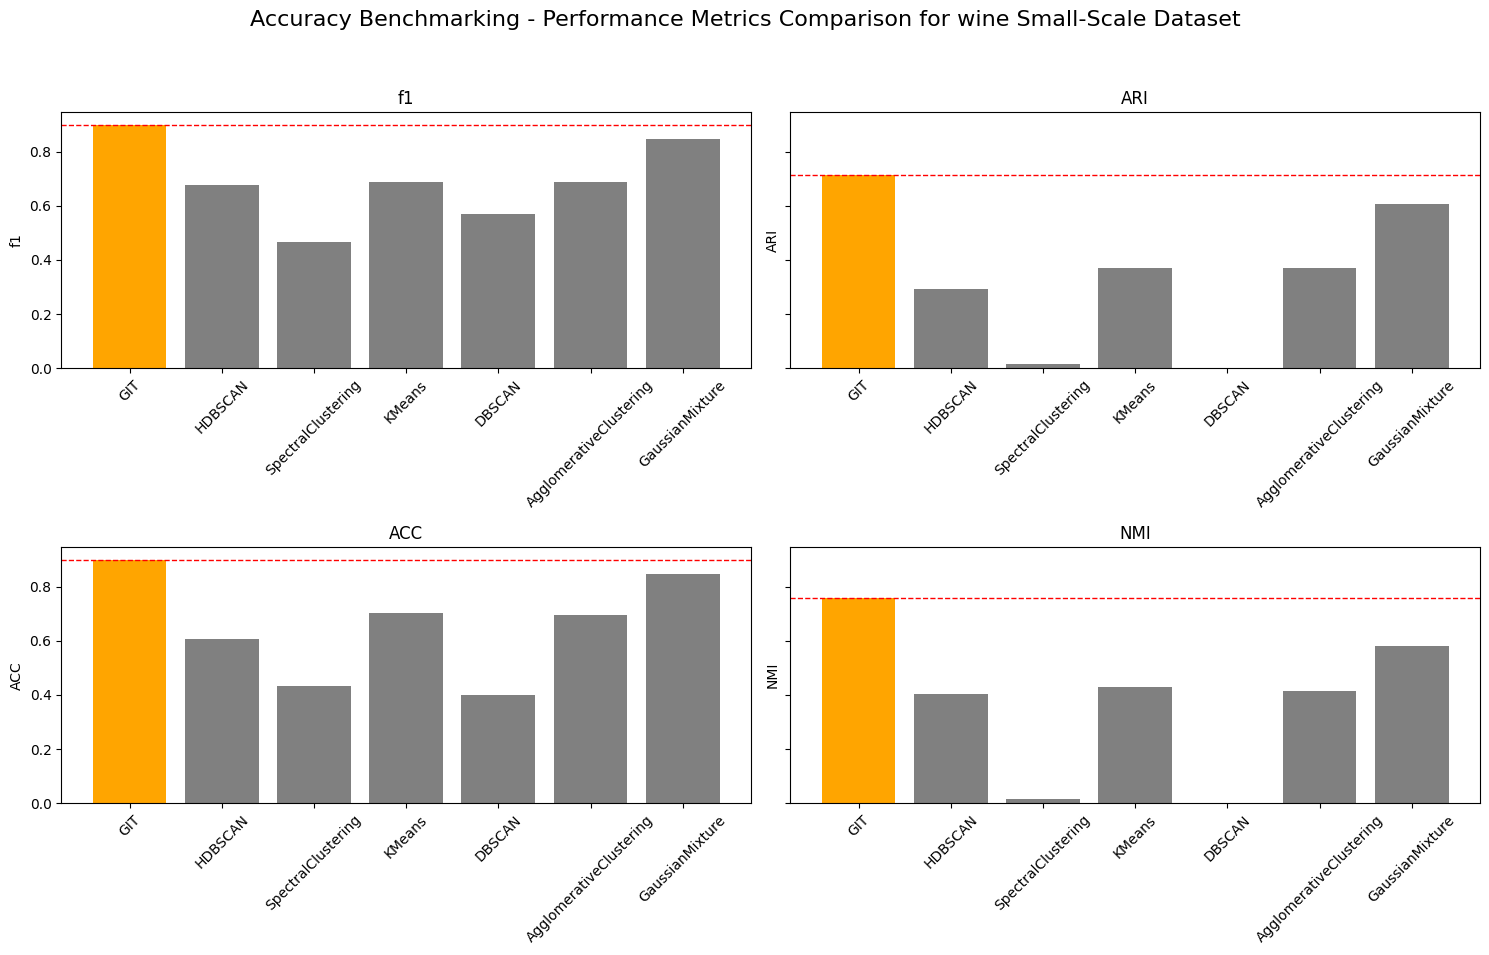 Accuracy Benchmarking - Performance Metrics Comparison for wine Small-Scale Dataset
f1
f1
0.8
0.6
0.4
0.2
0.0
GIT
HDBSCAN
SpectralClustering
KMeans
DBSCAN
AgglomerativeClustering
GaussianMixture
ARI
ARI
GIT
HDBSCAN
SpectralClustering
KMeans
DBSCAN
AgglomerativeClustering
GaussianMixture
ACC
ACC
0.8
0.6
0.4
0.2
0.0
GIT
HDBSCAN
SpectralClustering
KMeans
DBSCAN
AgglomerativeClustering
GaussianMixture
NMI
NMI
GIT
HDBSCAN
SpectralClustering
KMeans
DBSCAN
AgglomerativeClustering
GaussianMixture